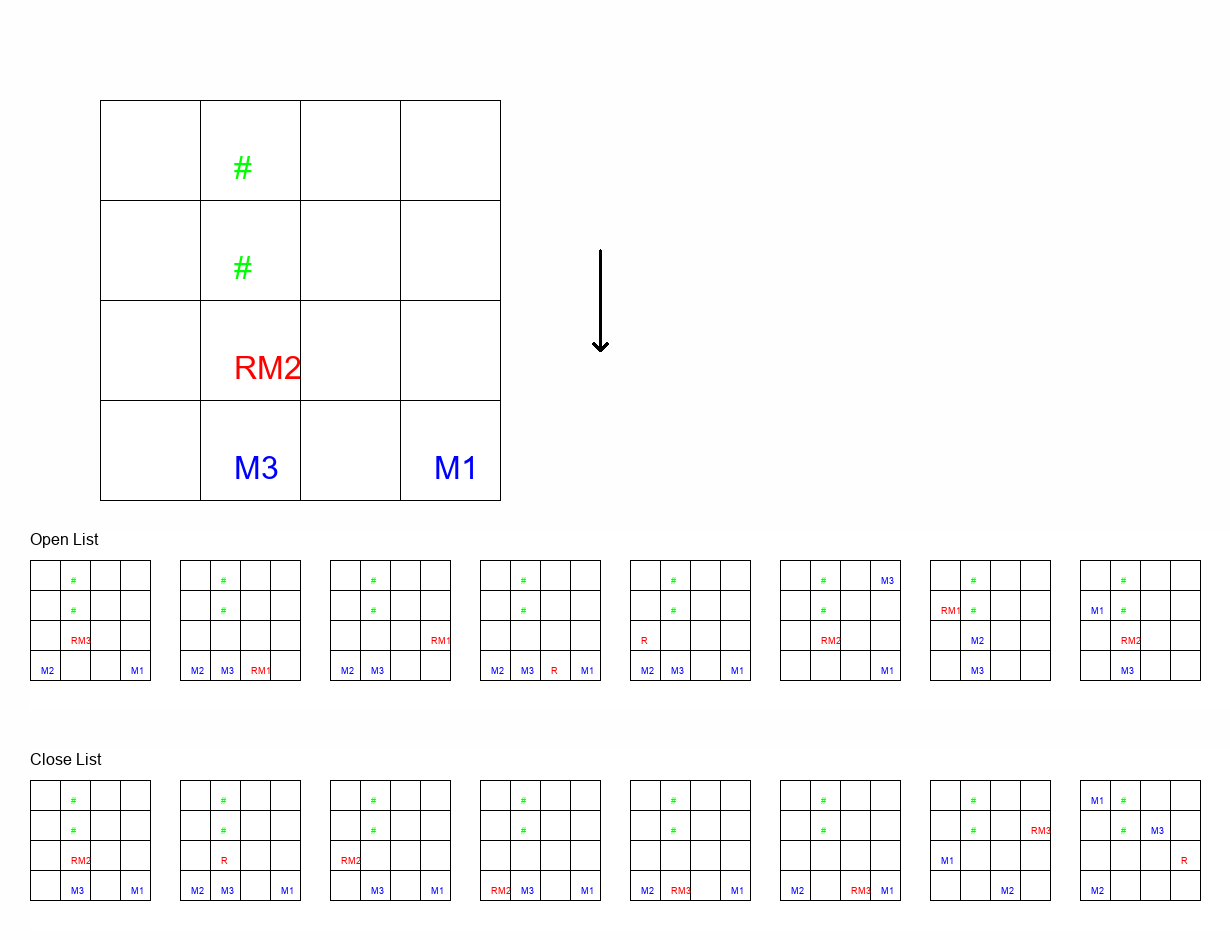 #
#
RM2
M3 M1
Open List
# # # # # # M3 # #
# # # # # # RM1 # M1 #
RM3 RM1 R RM2 M2 RM2
M2 M1 M2 M3 RM1 M2 M3 M2 M3 R M1 M2 M3 M1 M1 M3 M3
Close List
# # # # # # # M1 #
# # # # # # # RM3 # M3
RM2 R RM2 M1 R
M3 M1 M2 M3 M1 M3 M1 RM2 M3 M1 M2 RM3 M1 M2 RM3 M1 M2 M2